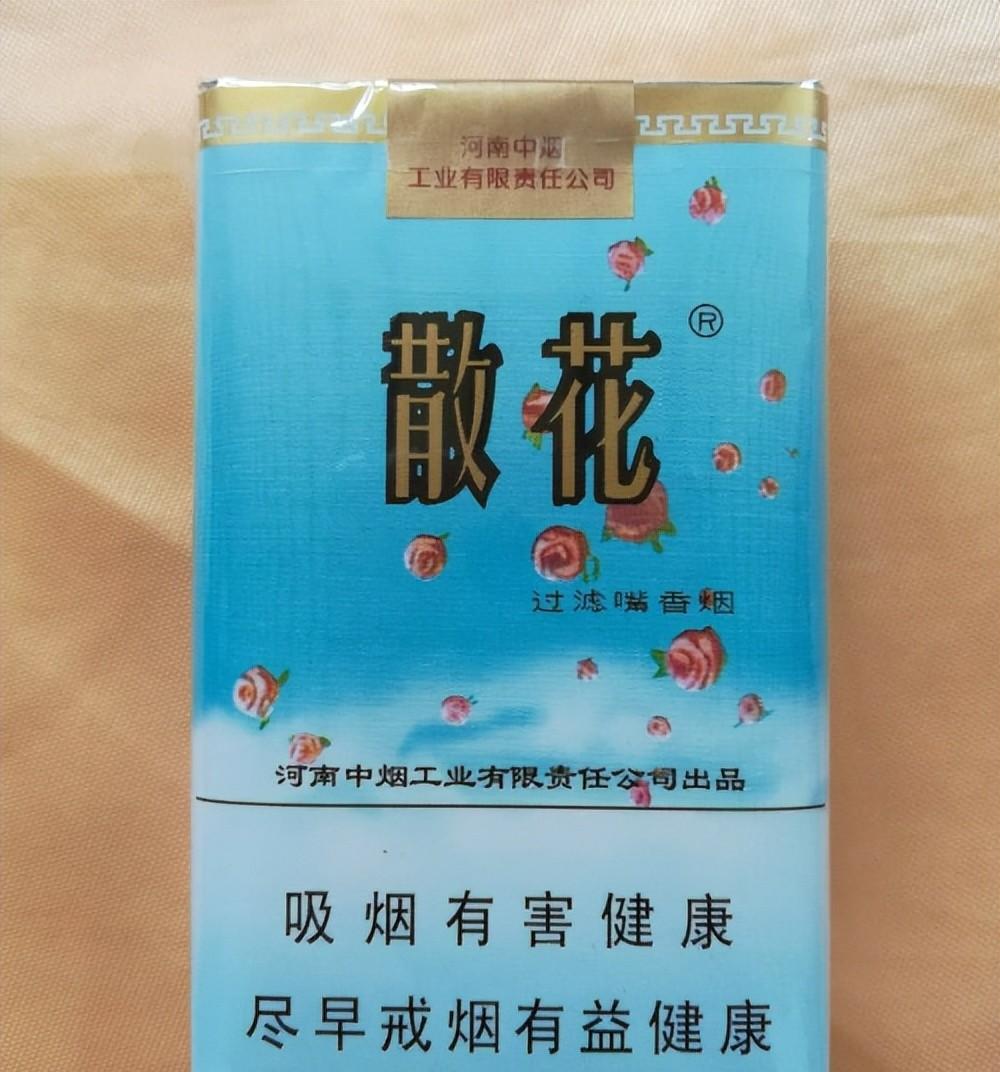 河南中烟
工业有限责任公司
散花®
过滤嘴香烟
河南中烟工业有限责任公司出品
吸烟有害健康
尽早戒烟有益健康